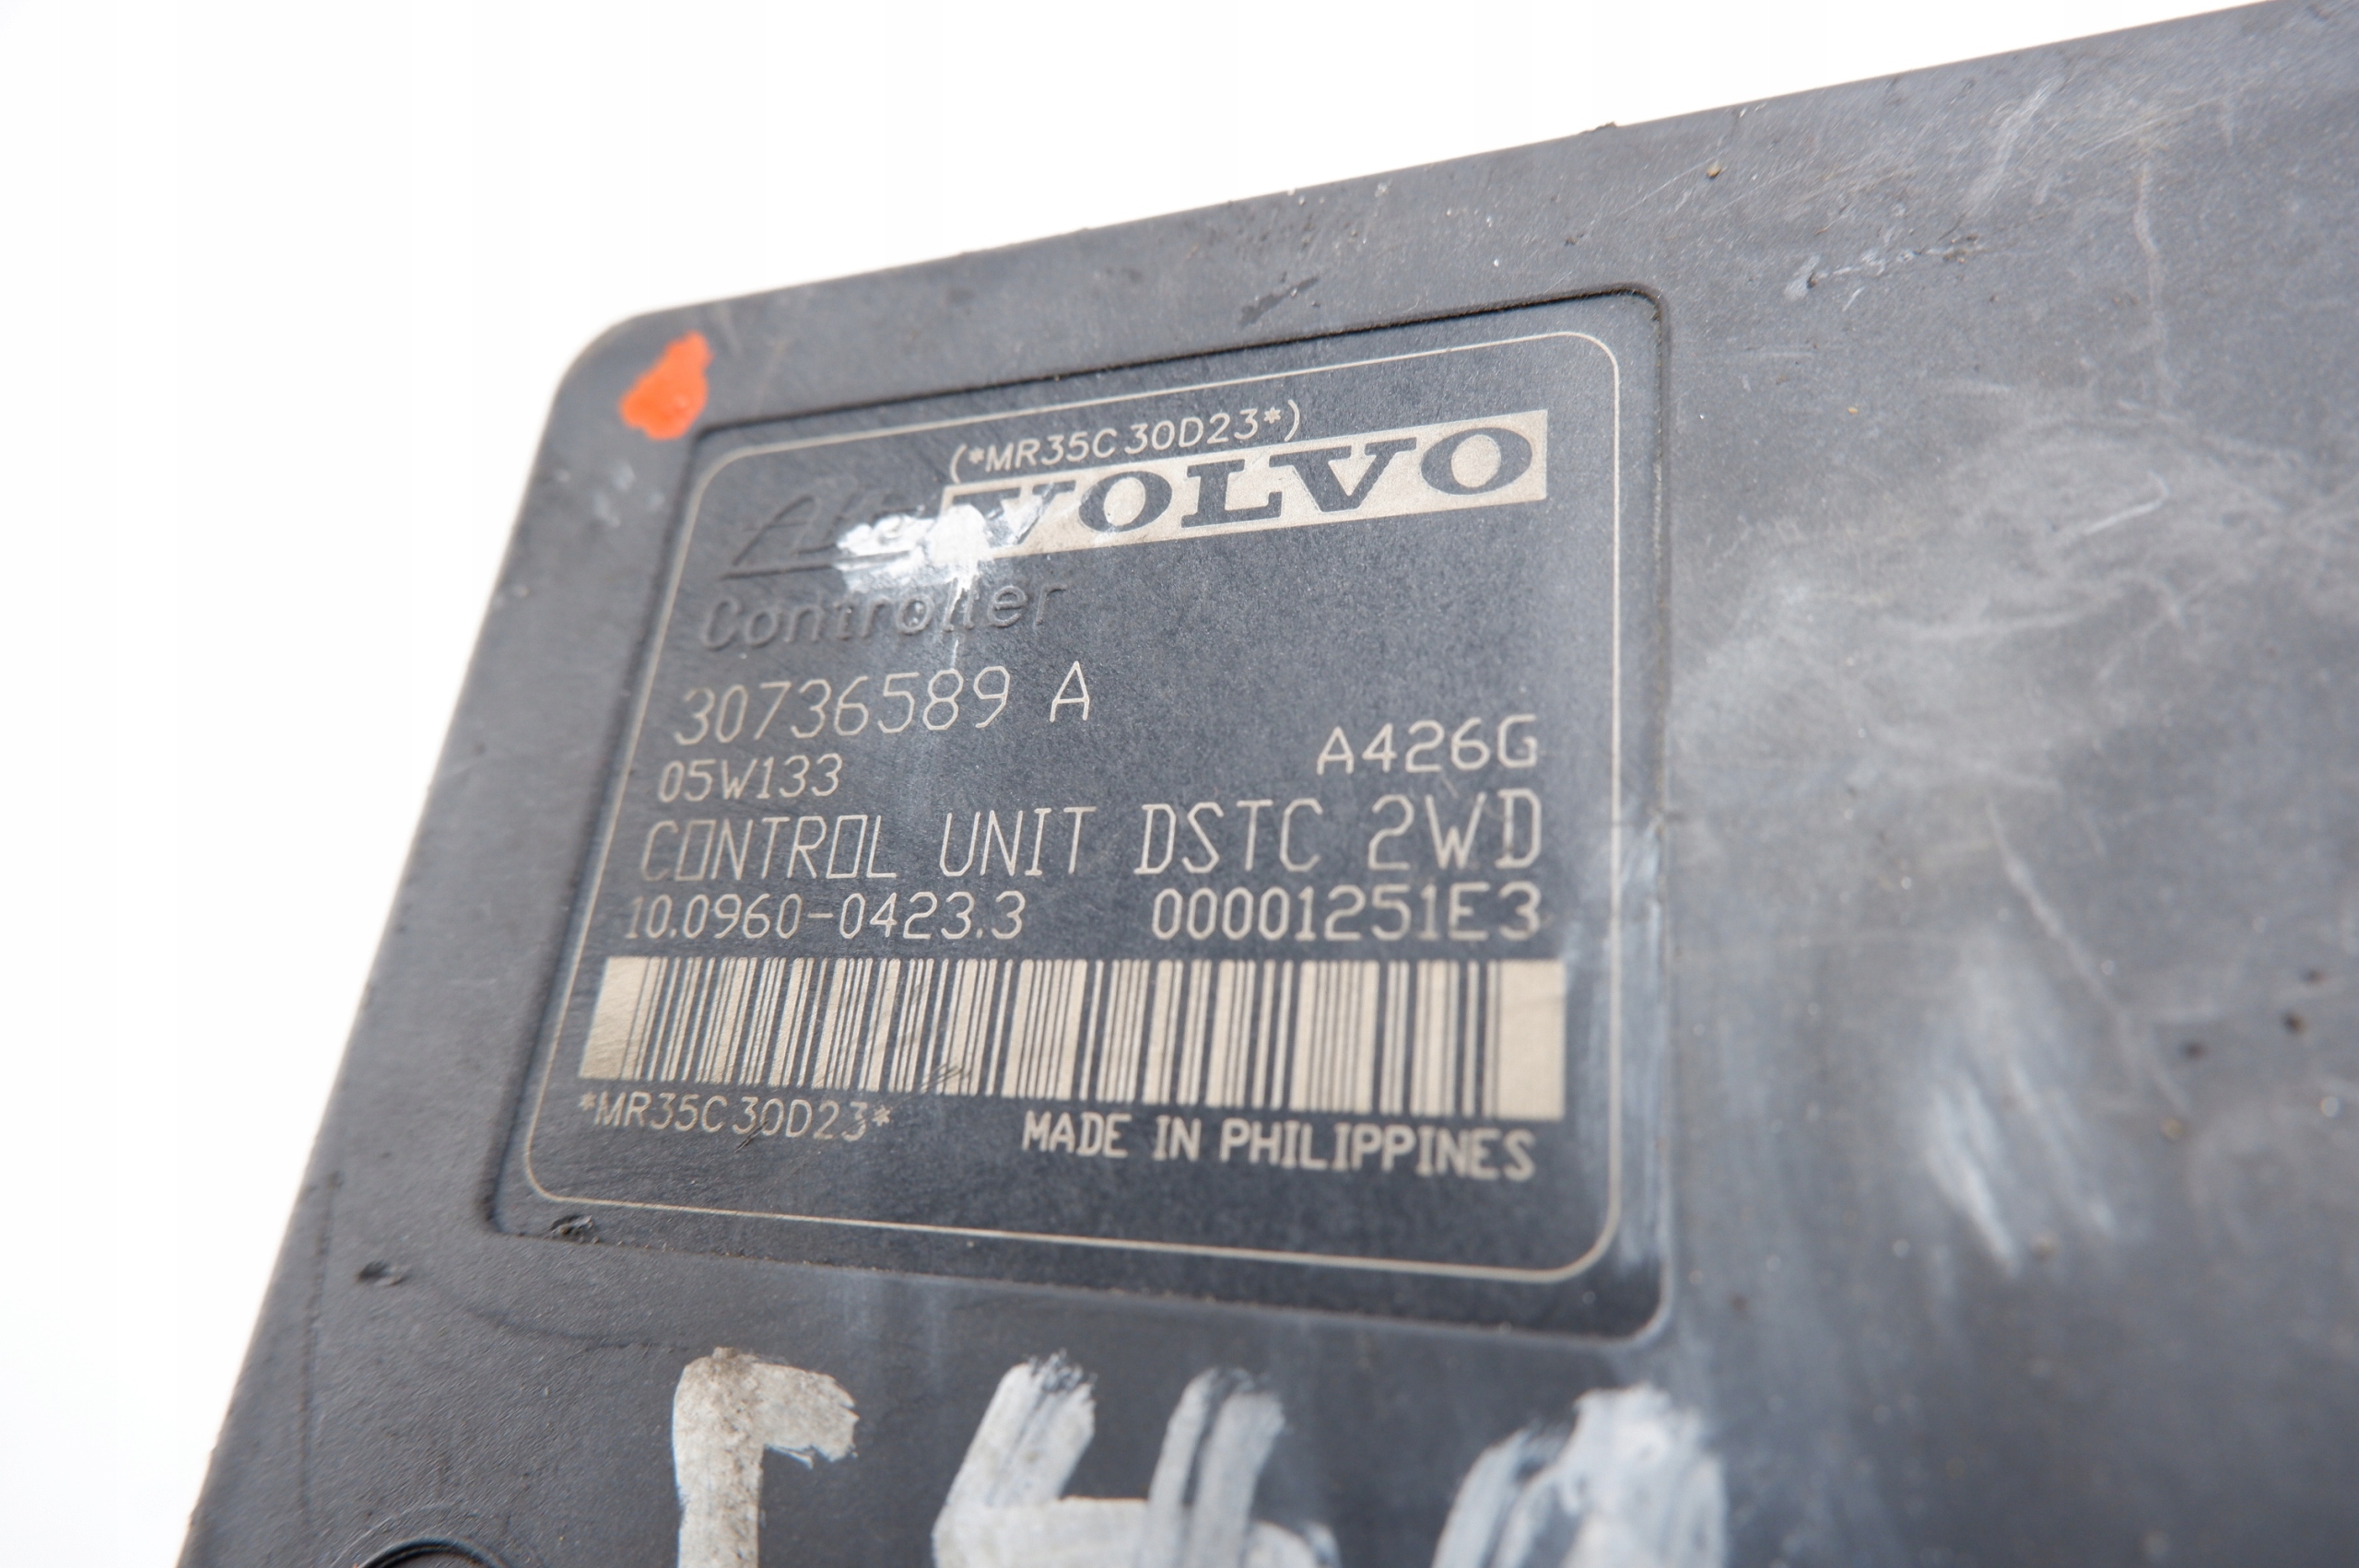 (*MR35C30D23*)
VOLVO
Controller
30736589 A
05W133 A426G
CONTROL UNIT DSTC 2WD
10.0960-0423.3 00001251E3
*MR35C30D23*
MADE IN PHILIPPINES